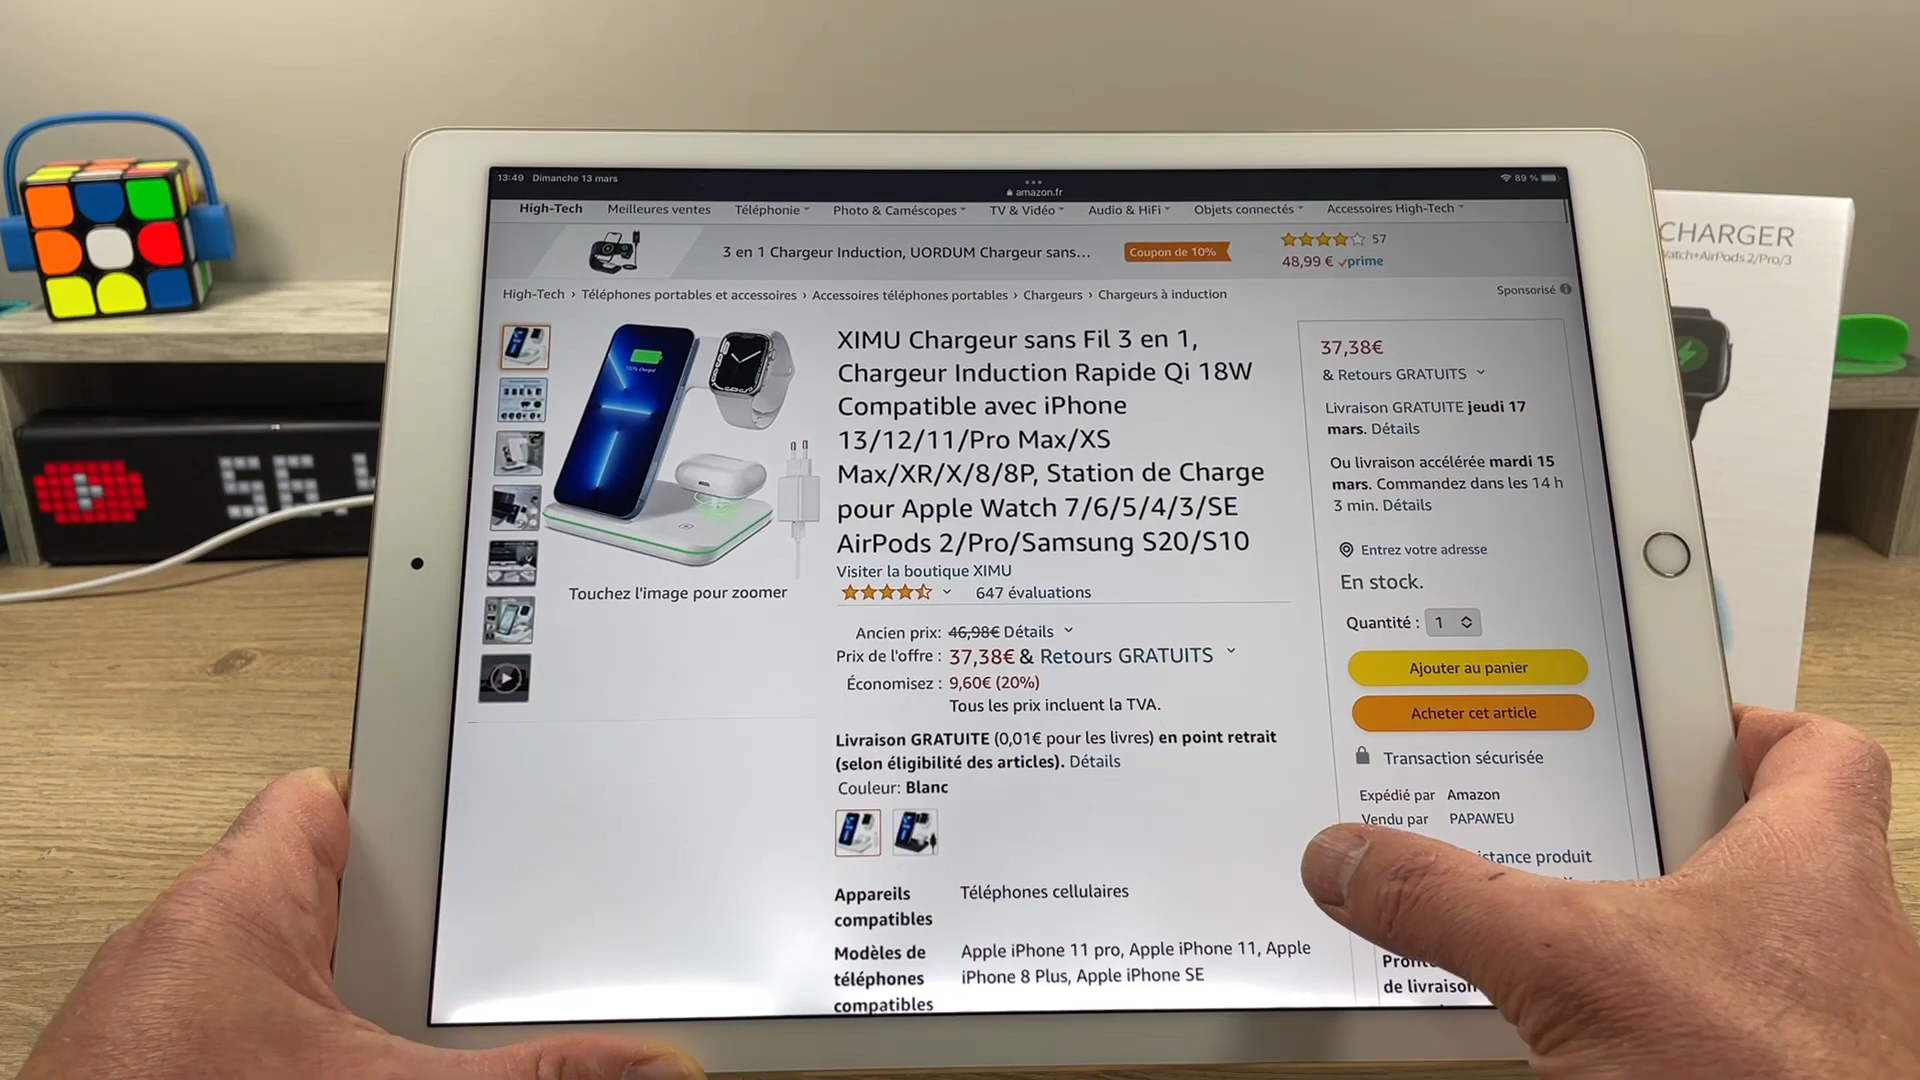 13:49 Dimanche 13 mars
amazon.fr
89 %
High-Tech Meilleures ventes Téléphonie Photo & Caméscopes TV & Vidéo Audio & HiFi Objets connectés Accessoires High-Tech
3 en 1 Chargeur Induction, UORDUM Chargeur sans...
Coupon de 10%
57
48,99 € prime
High-Tech › Téléphones portables et accessoires › Accessoires téléphones portables › Chargeurs › Chargeurs à induction
Sponsorisé
XIMU Chargeur sans Fil 3 en 1,
Chargeur Induction Rapide Qi 18W
Compatible avec iPhone
13/12/11/Pro Max/XS
Max/XR/X/8/8P, Station de Charge
pour Apple Watch 7/6/5/4/3/SE
AirPods 2/Pro/Samsung S20/S10
Visiter la boutique XIMU
647 évaluations
Touchez l'image pour zoomer
Ancien prix: 46,98€ Détails
Prix de l'offre : 37,38€ & Retours GRATUITS
Économisez : 9,60€ (20%)
Tous les prix incluent la TVA.
Livraison GRATUITE (0,01€ pour les livres) en point retrait
(selon éligibilité des articles). Détails
Couleur: Blanc
Appareils
compatibles
Téléphones cellulaires
Modèles de
téléphones
compatibles
Apple iPhone 11 pro, Apple iPhone 11, Apple
iPhone 8 Plus, Apple iPhone SE
37,38€
& Retours GRATUITS
Livraison GRATUITE jeudi 17
mars. Détails
Ou livraison accélérée mardi 15
mars. Commandez dans les 14 h
3 min. Détails
Entrez votre adresse
En stock.
Quantité : 1
Ajouter au panier
Acheter cet article
Transaction sécurisée
Expédié par Amazon
Vendu par PAPAWEU
produit
de livraison
CHARGER
AirPods 2/Pro/3